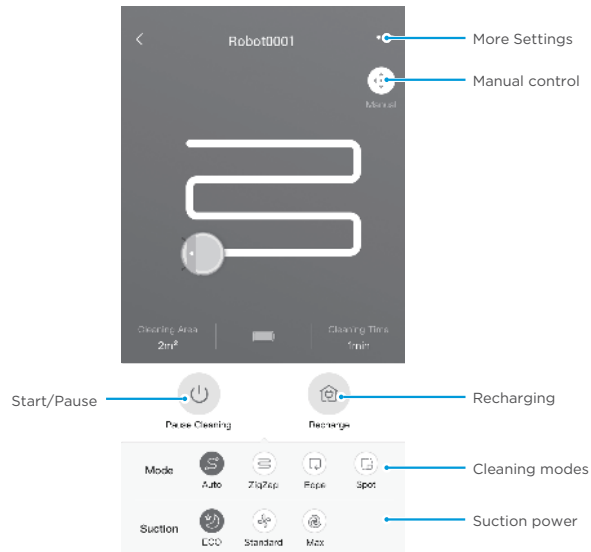 Robot0001
More Settings
Manual control
Manual
Cleaning Area
2m²
Cleaning Time
1min
Start/Pause
Recharging
Pause Cleaning
Recharge
Mode
Auto
ZigZag
Edge
Spot
Cleaning modes
Suction
ECO
Standard
Max
Suction power